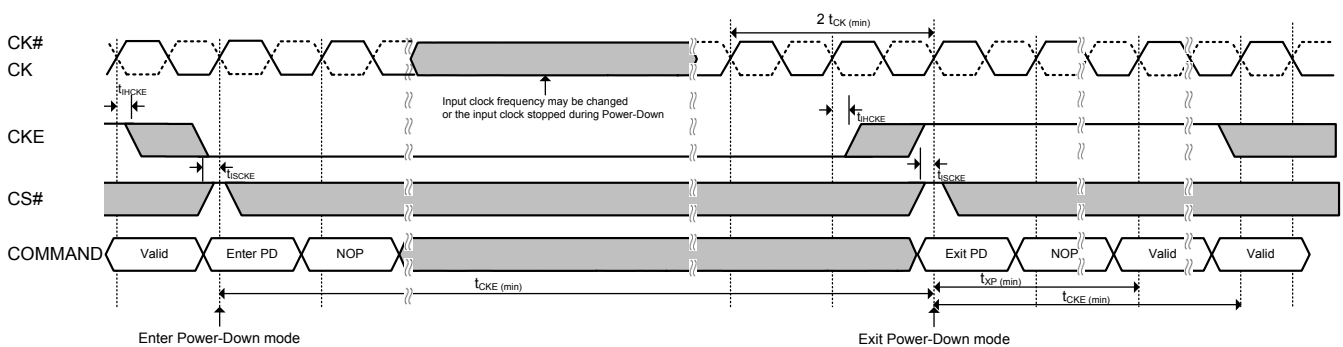 2 tCK (min)
CK#
CK
Input clock frequency may be changed
or the input clock stopped during Power-Down
tIHCKE
tIHCKE
CKE
tISCKE
tISCKE
CS#
COMMAND
Valid
Enter PD
NOP
Exit PD
NOP
Valid
Valid
tCKE (min)
tXP (min)
tCKE (min)
Enter Power-Down mode
Exit Power-Down mode